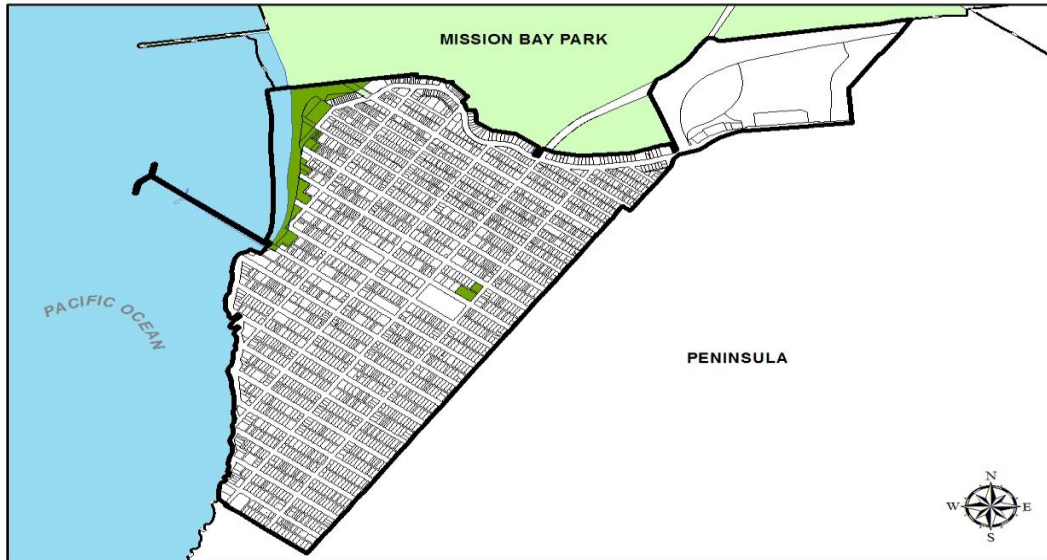 MISSION BAY PARK
PACIFIC OCEAN
PENINSULA
N
W E
S